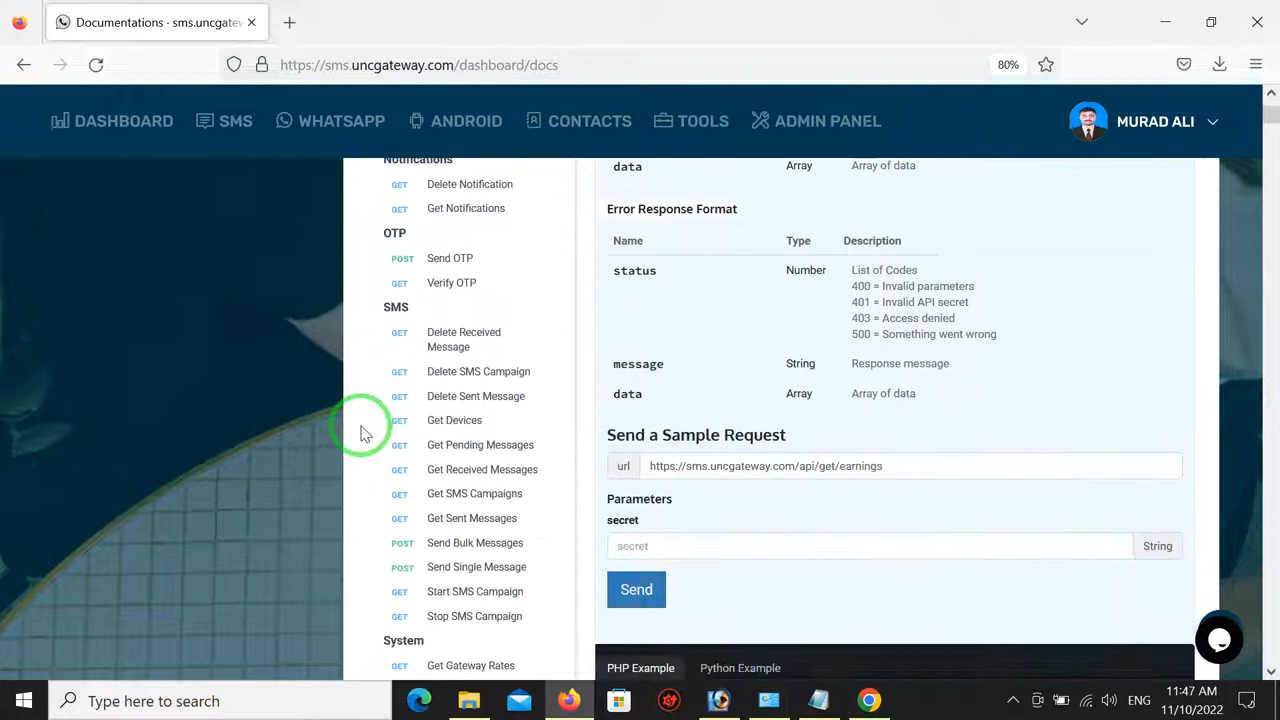 Documentations · sms.uncgatew
https://sms.uncgateway.com/dashboard/docs
80%
DASHBOARD
SMS
WHATSAPP
ANDROID
CONTACTS
TOOLS
ADMIN PANEL
MURAD ALI
Notifications
GET Delete Notification
GET Get Notifications
OTP
POST Send OTP
GET Verify OTP
SMS
GET Delete Received
Message
GET Delete SMS Campaign
GET Delete Sent Message
GET Get Devices
GET Get Pending Messages
GET Get Received Messages
GET Get SMS Campaigns
GET Get Sent Messages
POST Send Bulk Messages
POST Send Single Message
GET Start SMS Campaign
GET Stop SMS Campaign
System
GET Get Gateway Rates
data Array Array of data
Error Response Format
Name Type Description
status Number List of Codes
400 = Invalid parameters
401 = Invalid API secret
403 = Access denied
500 = Something went wrong
message String Response message
data Array Array of data
Send a Sample Request
url https://sms.uncgateway.com/api/get/earnings
Parameters
secret
secret String
Send
PHP Example Python Example
Type here to search
ENG
11:47 AM
11/10/2022